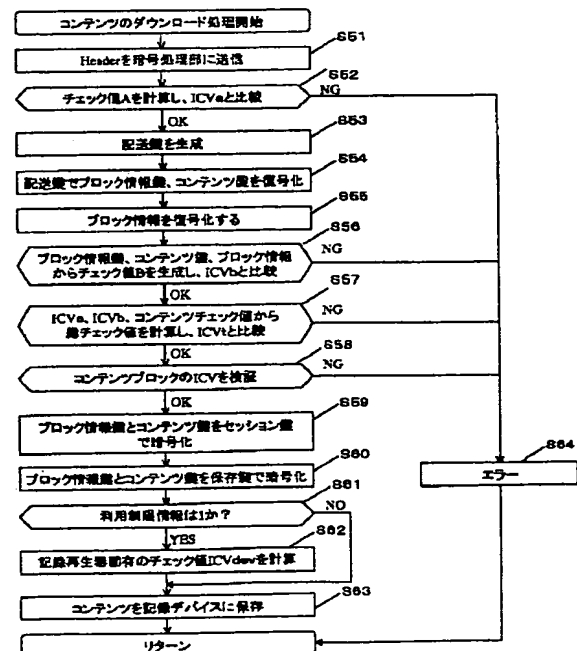 コンテンツのダウンロード処理開始
S51
Headerを暗号処理部に送信
S52
チェック値Aを計算し、ICVaと比較
NG
OK
S53
配送鍵を生成
S54
配送鍵でブロック情報鍵、コンテンツ鍵を復号化
S55
ブロック情報を復号化する
S56
ブロック情報鍵、コンテンツ鍵、ブロック情報
からチェック値Bを生成し、ICVbと比較
NG
OK
S57
ICVa、ICVb、コンテンツチェック値から
総チェック値を計算し、ICVtと比較
NG
OK
S58
コンテンツブロックのICVを検証
NG
OK
S59
ブロック情報鍵とコンテンツ鍵をセッション鍵
で暗号化
S60
ブロック情報鍵とコンテンツ鍵を保存鍵で暗号化
S61
利用制限情報は1か？
NO
YES
S62
記録再生器固有のチェック値ICVdevを計算
S63
コンテンツを記録デバイスに保存
S64
エラー
リターン